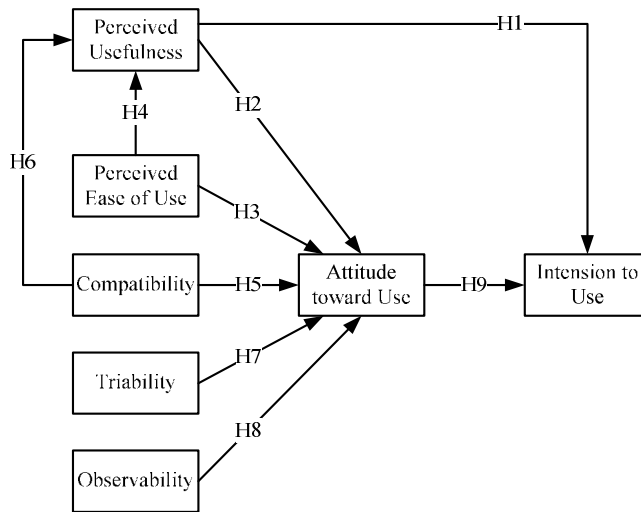 Perceived
Usefulness
H1
H2
H4
H6
Perceived
Ease of Use
H3
Compatibility
H5
Attitude
toward Use
H9
Intension to
Use
H7
Triability
H8
Observability